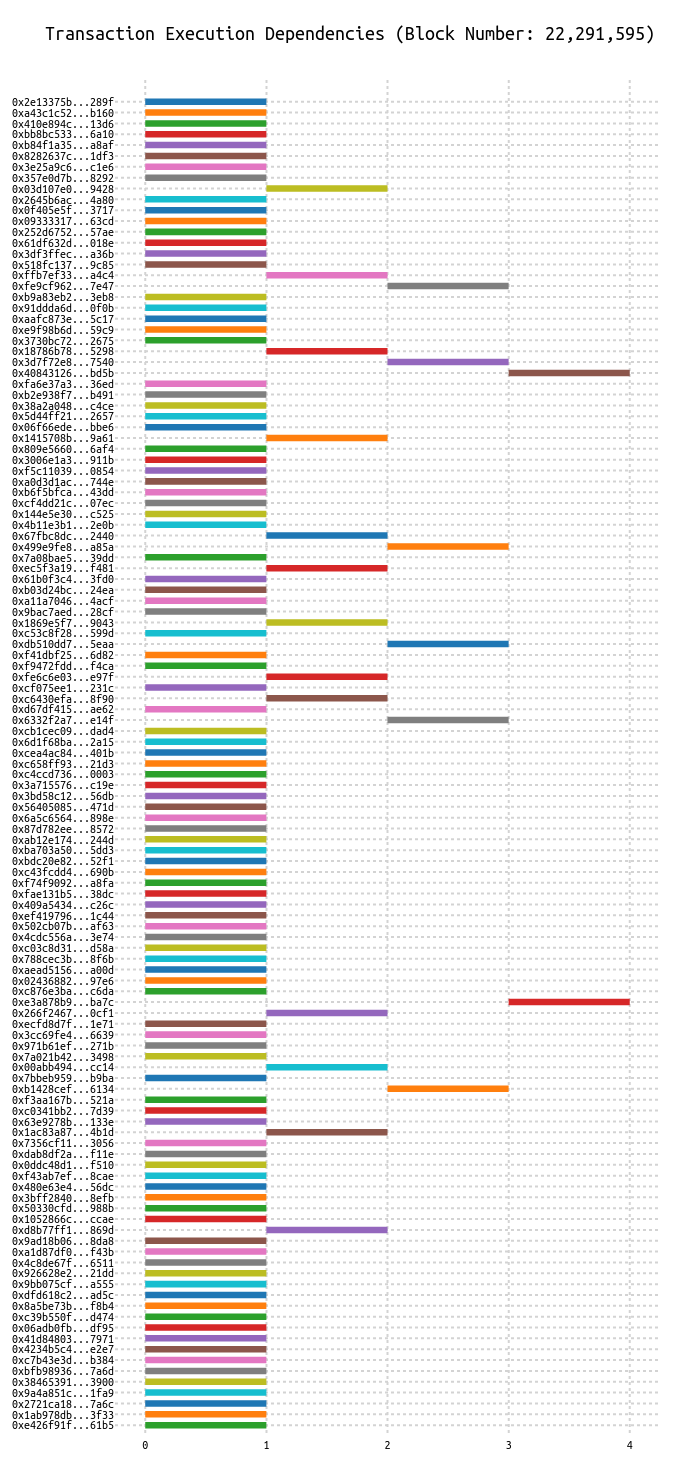 Transaction Execution Dependencies (Block Number: 22,291,595)
0x2e13375b...289f
0xa43c1c52...b160
0x410e894c...13d6
0xbb8bc533...6a10
0xb84f1a35...a8af
0x8282637c...1df3
0x3e25a9c6...c1e6
0x357e0d7b...8292
0x03d107e0...9428
0x2645b6ac...4a80
0x0f405e5f...3717
0x09333317...63cd
0x252d6752...57ae
0x61df632d...018e
0x3df3ffec...a36b
0x518fc137...9c85
0xffb7ef33...a4c4
0xfe9cf962...7e47
0xb9a83eb2...3eb8
0x91ddda6d...0f0b
0xaafc873e...5c17
0xe9f98b6d...59c9
0x3730bc72...2675
0x18786b78...5298
0x3d7f72e8...7540
0x40843126...bd5b
0xfa6e37a3...36ed
0xb2e938f7...b491
0x38a2a048...c4ce
0x5d44ff21...2657
0x06f66ede...bbe6
0x1415708b...9a61
0x809e5660...6af4
0x3006e1a3...911b
0xf5c11039...0854
0xa0d3d1ac...744e
0xb6f5bfca...43dd
0xcf4dd21c...07ec
0x144e5e30...c525
0x4b11e3b1...2e0b
0x67fbc8dc...2440
0x499e9fe8...a85a
0x7a08bae5...39dd
0xec5f3a19...f481
0x61b0f3c4...3fd0
0xb03d24bc...24ea
0xa11a7046...4acf
0x9bac7aed...28cf
0x1869e5f7...9043
0xc53c8f28...599d
0xdb510dd7...5eaa
0xf41dbf25...6d82
0xf9472fdd...f4ca
0xfe6c6e03...e97f
0xcf075ee1...231c
0xc6430efa...8f90
0xd67df415...ae62
0x6332f2a7...e14f
0xcb1cec09...dad4
0x6d1f68ba...2a15
0xcea4ac84...401b
0xc658ff93...21d3
0xc4ccd736...0003
0x3a715576...c19e
0x3bd58c12...56db
0x56405085...471d
0x6a5c6564...898e
0x87d782ee...8572
0xab12e174...244d
0xba703a50...5dd3
0xbdc20e82...52f1
0xc43fcdd4...690b
0xf74f9092...a8fa
0xfae131b5...38dc
0x409a5434...c26c
0xef419796...1c44
0x502cb07b...af63
0x4cdc556a...3e74
0xc03c8d31...d58a
0x788cec3b...8f6b
0xaead5156...a00d
0x02436882...97e6
0xc876e3ba...c6da
0xe3a878b9...ba7c
0x266f2467...0cf1
0xecfd8d7f...1e71
0x3cc69fe4...6639
0x971b61ef...271b
0x7a021b42...3498
0x00abb494...cc14
0x7bbeb959...b9ba
0xb1428cef...6134
0xf3aa167b...521a
0xc0341bb2...7d39
0x63e9278b...133e
0x1ac83a87...4b1d
0x7356cf11...3056
0xdab8df2a...f11e
0x0ddc48d1...f510
0xf43ab7ef...8cae
0x480e63e4...56dc
0x3bff2840...8efb
0x50330cfd...988b
0x1052866c...ccae
0xd8b77ff1...869d
0x9ad18b06...8da8
0xa1d87df0...f43b
0x4c8de67f...6511
0x926628e2...21dd
0x9bb075cf...a555
0xdfd618c2...ad5c
0x8a5be73b...f8b4
0xc39b550f...d474
0x06adb0fb...df95
0x41d84803...7971
0x4234b5c4...e2e7
0xc7b43e3d...b384
0xbfb98936...7a6d
0x38465391...3900
0x9a4a851c...1fa9
0x2721ca18...7a6c
0x1ab978db...3f33
0xe426f91f...61b5
0 1 2 3 4